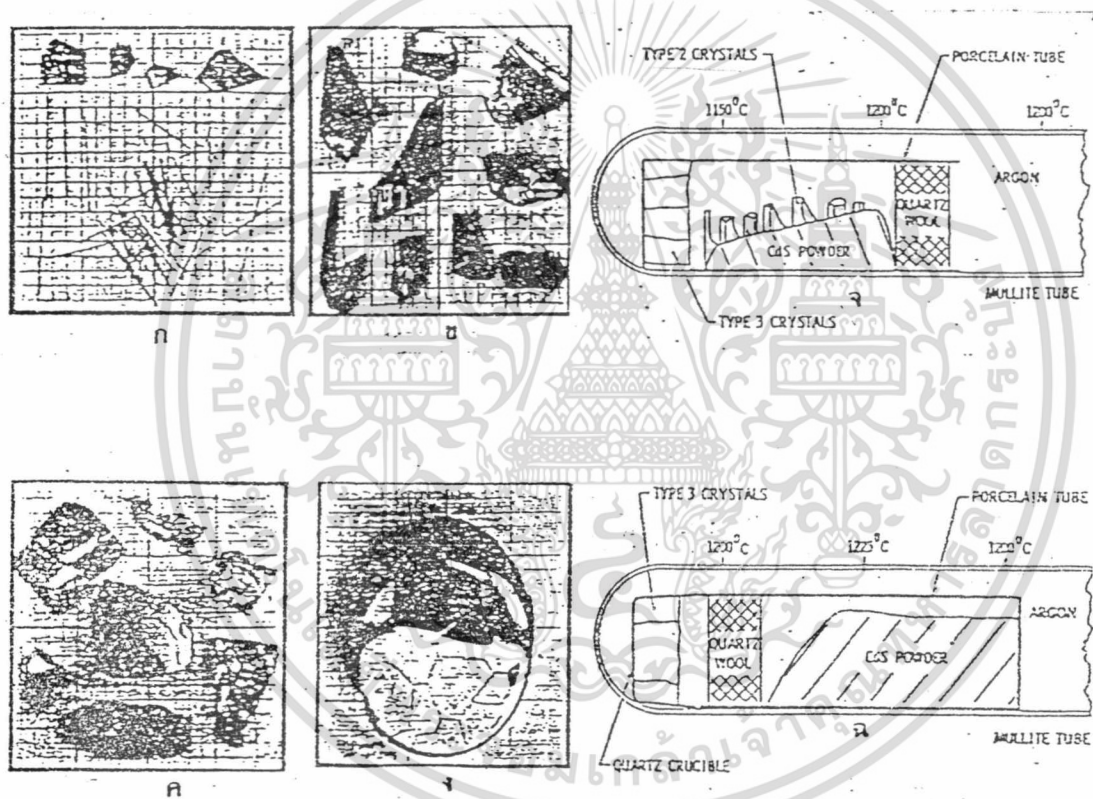 TYPE 2 CRYSTALS
PORCELAIN TUBE
1150°C 1200°C 1200°C
ARGON
QUARTZ WOOL
CdS POWDER
MULLITE TUBE
TYPE 3 CRYSTALS
ก ข จ
TYPE 3 CRYSTALS
PORCELAIN TUBE
1200°C 1225°C 1200°C
ARGON
QUARTZ WOOL
CdS POWDER
MULLITE TUBE
QUARTZ CRUCIBLE
ค ง ฉ